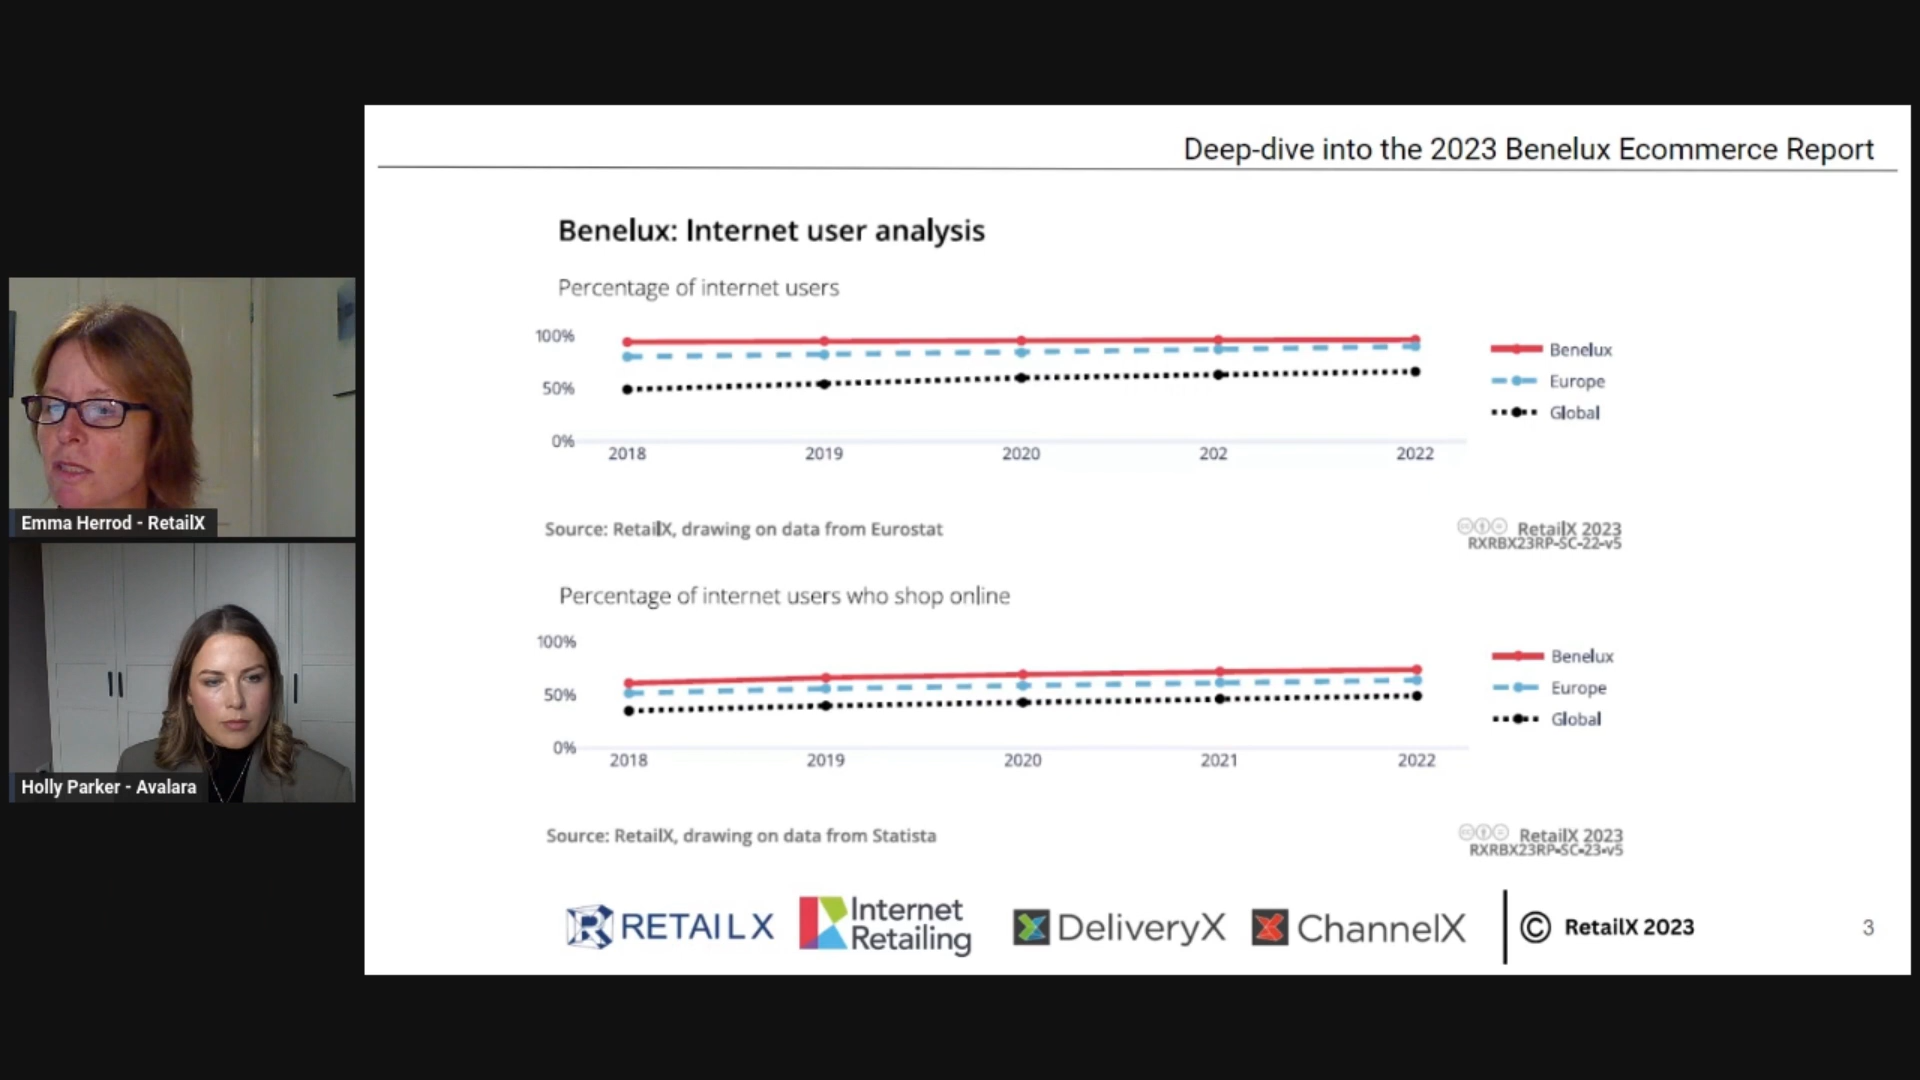 Deep-dive into the 2023 Benelux Ecommerce Report
Benelux: Internet user analysis
Percentage of internet users
100%
50%
0%
2018 2019 2020 202 2022
Benelux
Europe
Global
Source: RetailX, drawing on data from Eurostat
RetailX 2023
RXRBX23RP-SC-22-v5
Percentage of internet users who shop online
100%
50%
0%
2018 2019 2020 2021 2022
Benelux
Europe
Global
Source: RetailX, drawing on data from Statista
RetailX 2023
RXRBX23RP-SC-23-v5
RETAILX
Internet
Retailing
DeliveryX
ChannelX
© RetailX 2023
3
Emma Herrod - RetailX
Holly Parker - Avalara